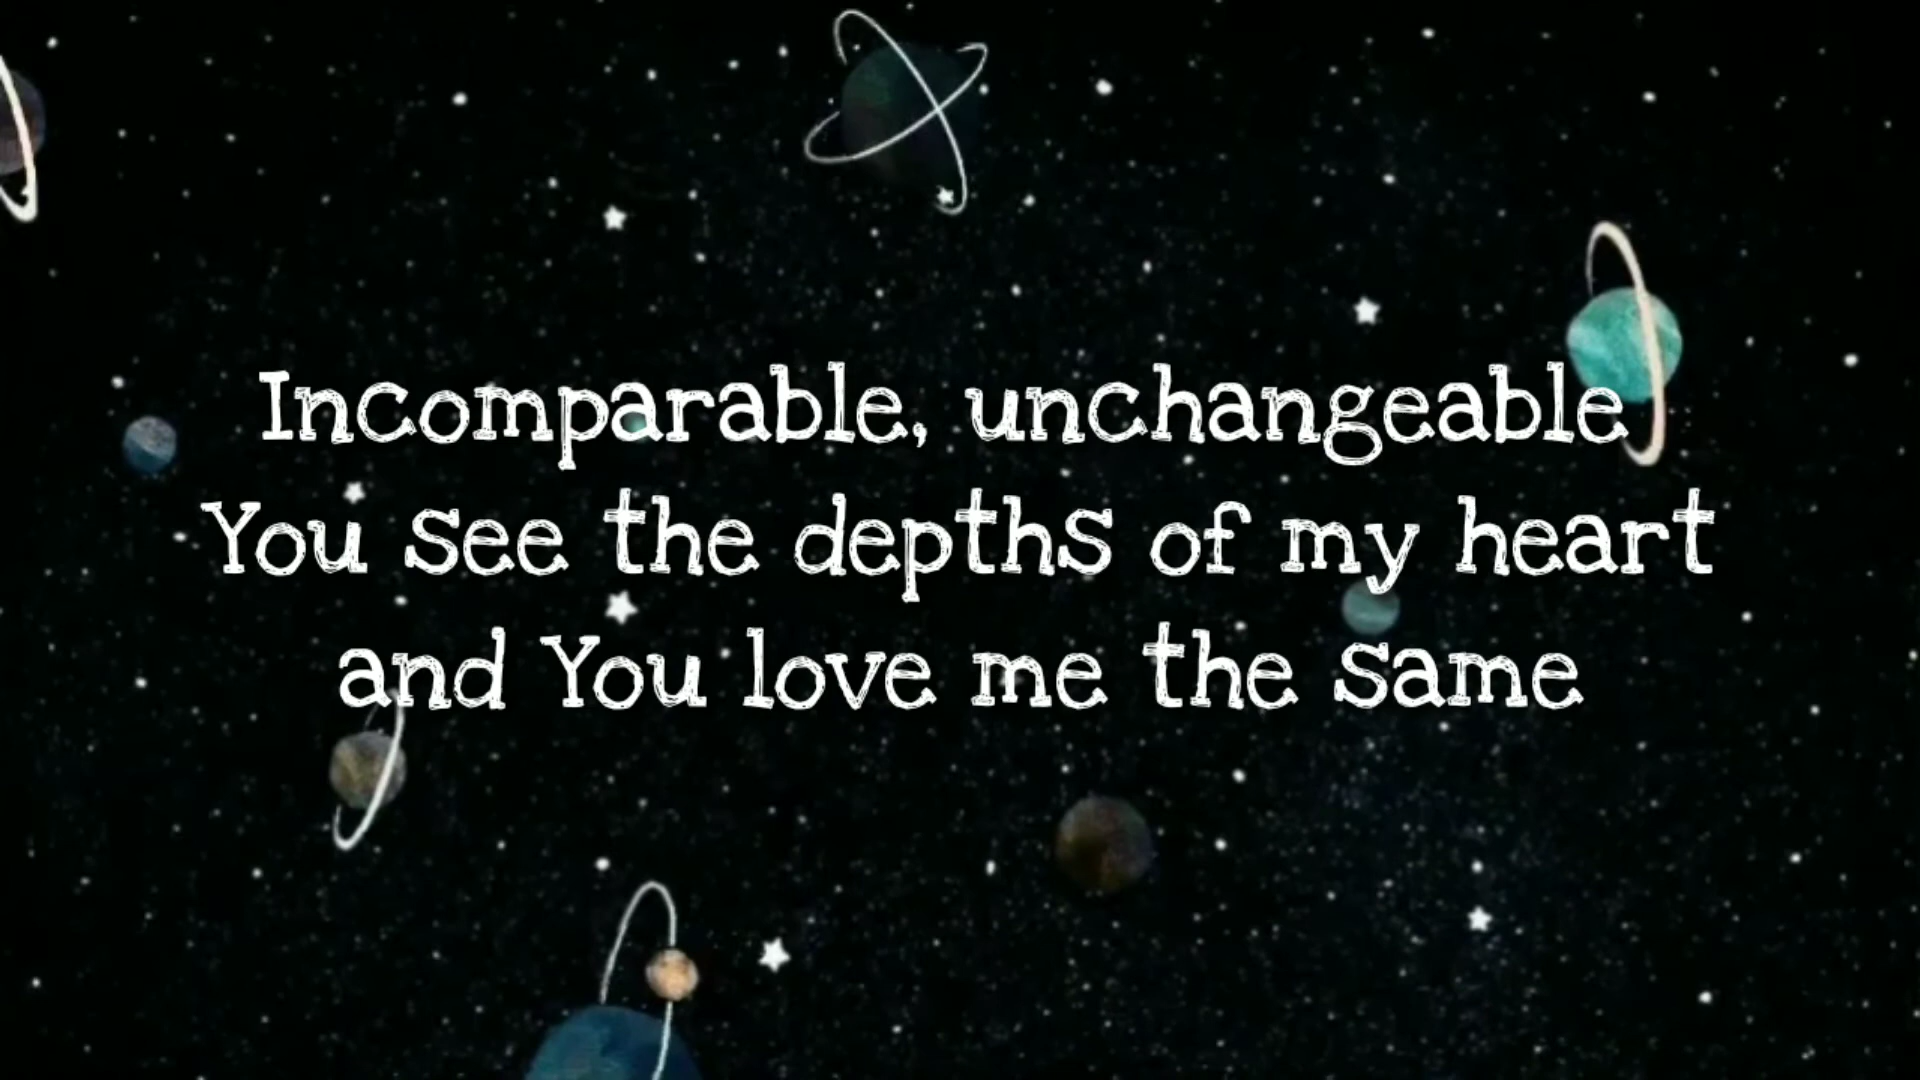 Incomparable, unchangeable
You see the depths of my heart
and You love me the same